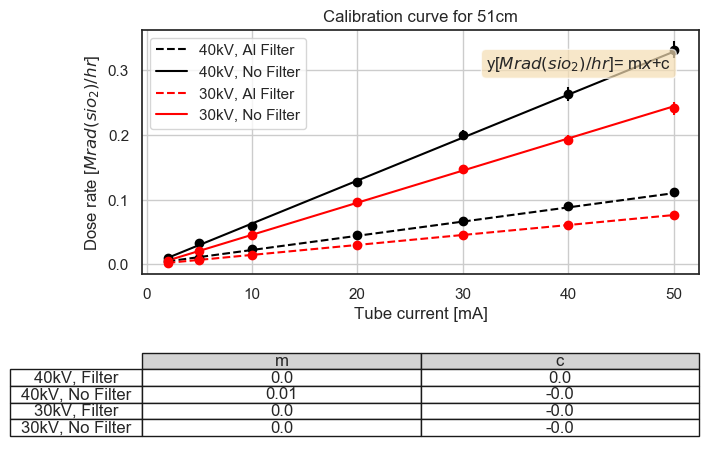 Calibration curve for 51cm
40kV, Al Filter
40kV, No Filter
30kV, Al Filter
30kV, No Filter
y[Mrad(sio₂)/hr]= mx+c
Dose rate [Mrad(sio₂)/hr]
0.3
0.2
0.1
0.0
0 10 20 30 40 50
Tube current [mA]
m c
40kV, Filter 0.0 0.0
40kV, No Filter 0.01 -0.0
30kV, Filter 0.0 -0.0
30kV, No Filter 0.0 -0.0